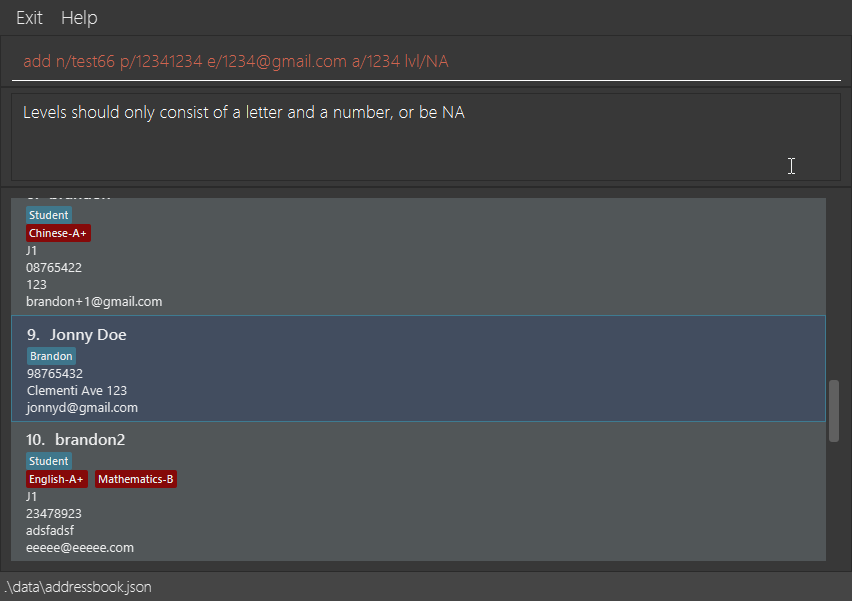 Exit Help
add n/test66 p/12341234 e/1234@gmail.com a/1234 lvl/NA
Levels should only consist of a letter and a number, or be NA
8. brandon
Student
Chinese-A+
J1
08765422
123
brandon+1@gmail.com
9. Jonny Doe
Brandon
98765432
Clementi Ave 123
jonnyd@gmail.com
10. brandon2
Student
English-A+ Mathematics-B
J1
23478923
adsfadsf
eeeee@eeeee.com
.\data\addressbook.json